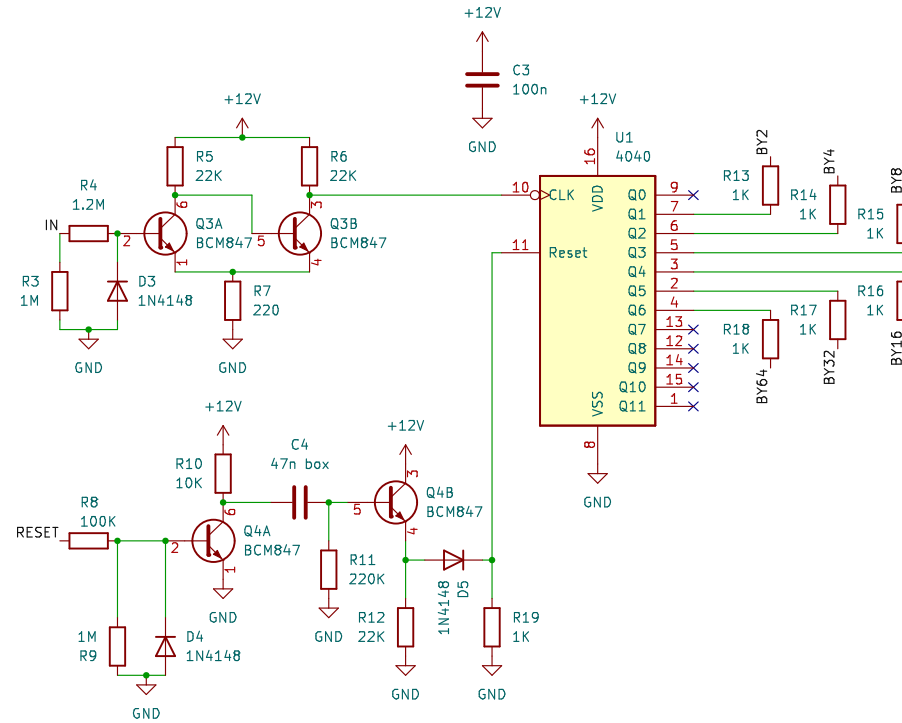 +12V
C3
100n
GND
+12V
R5
22K
R6
22K
R4
1.2M
IN
2
6
1
Q3A
BCM847
5
3
4
Q3B
BCM847
R3
1M
D3
1N4148
R7
220
GND
GND
+12V
U1
4040
16
VDD
10
CLK
11
Reset
VSS
8
GND
Q0
9
Q1
7
Q2
6
Q3
5
Q4
3
Q5
2
Q6
4
Q7
13
Q8
12
Q9
14
Q10
15
Q11
1
BY2
R13
1K
BY4
R14
1K
BY8
R15
1K
R16
1K
BY16
R17
1K
BY32
R18
1K
BY64
+12V
R10
10K
C4
47n box
+12V
R8
100K
RESET
2
6
1
Q4A
BCM847
GND
5
3
4
Q4B
BCM847
R11
220K
GND
1M
R9
D4
1N4148
GND
R12
22K
GND
1N4148
D5
R19
1K
GND